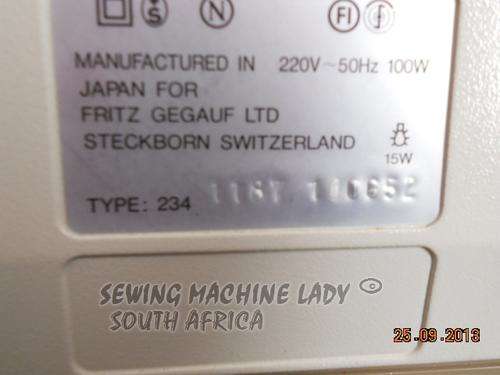 S N FI f
MANUFACTURED IN 220V~50Hz 100W
JAPAN FOR
FRITZ GEGAUF LTD
STECKBORN SWITZERLAND
15W
TYPE: 234
SEWING MACHINE LADY ©
SOUTH AFRICA
25.09.2013